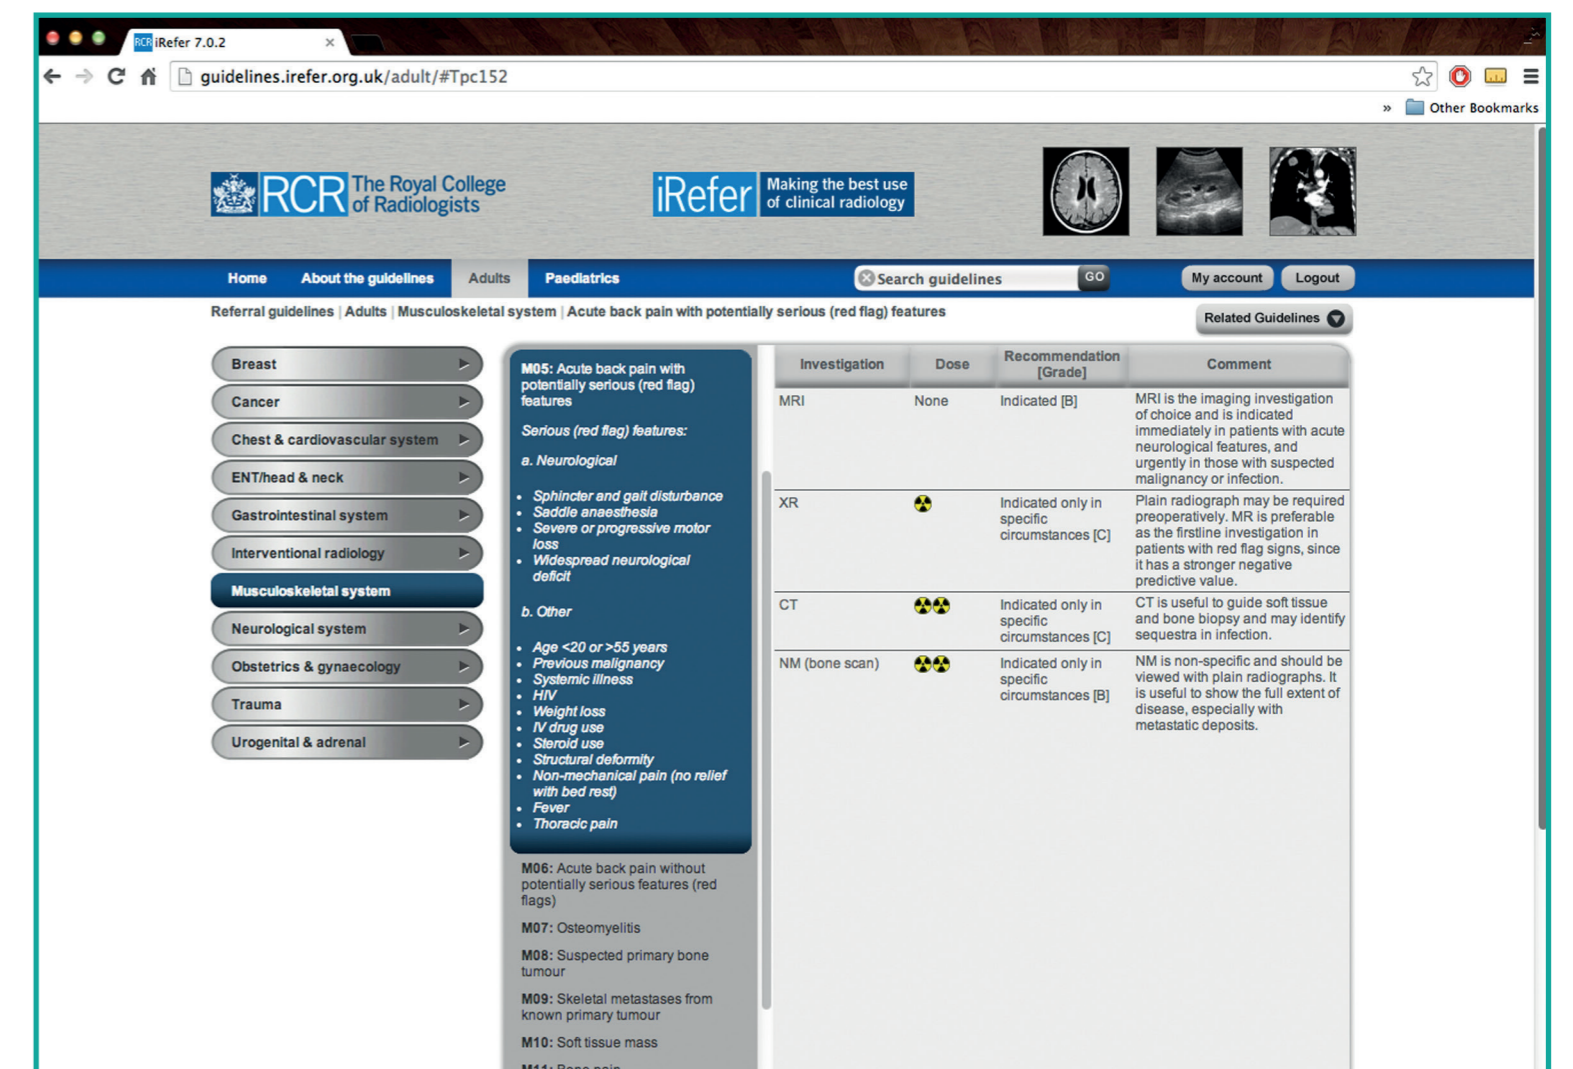 RCR iRefer 7.0.2
guidelines.irefer.org.uk/adult/#Tpc152
» Other Bookmarks
RCR The Royal College
of Radiologists
iRefer Making the best use
of clinical radiology
Home About the guidelines Adults Paediatrics Search guidelines GO My account Logout
Referral guidelines | Adults | Musculoskeletal system | Acute back pain with potentially serious (red flag) features
Related Guidelines
Breast
Cancer
Chest & cardiovascular system
ENT/head & neck
Gastrointestinal system
Interventional radiology
Musculoskeletal system
Neurological system
Obstetrics & gynaecology
Trauma
Urogenital & adrenal
M05: Acute back pain with
potentially serious (red flag)
features
Serious (red flag) features:
a. Neurological
• Sphincter and gait disturbance
• Saddle anaesthesia
• Severe or progressive motor
loss
• Widespread neurological
deficit
b. Other
• Age <20 or >55 years
• Previous malignancy
• Systemic illness
• HIV
• Weight loss
• IV drug use
• Steroid use
• Structural deformity
• Non-mechanical pain (no relief
with bed rest)
• Fever
• Thoracic pain
M06: Acute back pain without
potentially serious features (red
flags)
M07: Osteomyelitis
M08: Suspected primary bone
tumour
M09: Skeletal metastases from
known primary tumour
M10: Soft tissue mass
M11: Bone pain
Investigation Dose Recommendation
[Grade] Comment
MRI None Indicated [B]
MRI is the imaging investigation
of choice and is indicated
immediately in patients with acute
neurological features, and
urgently in those with suspected
malignancy or infection.
XR
Indicated only in
specific
circumstances [C]
Plain radiograph may be required
preoperatively. MR is preferable
as the firstline investigation in
patients with red flag signs, since
it has a stronger negative
predictive value.
CT
Indicated only in
specific
circumstances [C]
CT is useful to guide soft tissue
and bone biopsy and may identify
sequestra in infection.
NM (bone scan)
Indicated only in
specific
circumstances [B]
NM is non-specific and should be
viewed with plain radiographs. It
is useful to show the full extent of
disease, especially with
metastatic deposits.